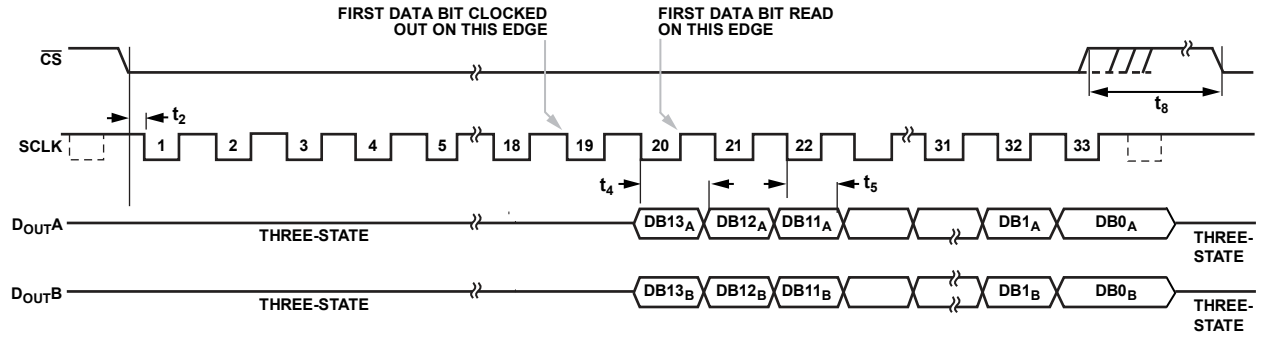 FIRST DATA BIT CLOCKED
OUT ON THIS EDGE
FIRST DATA BIT READ
ON THIS EDGE
CS
t8
t2
SCLK
1 2 3 4 5 18 19 20 21 22 31 32 33
t4
t5
DOUTA
THREE-STATE
DB13A DB12A DB11A DB1A DB0A
THREE-
STATE
DOUTB
THREE-STATE
DB13B DB12B DB11B DB1B DB0B
THREE-
STATE